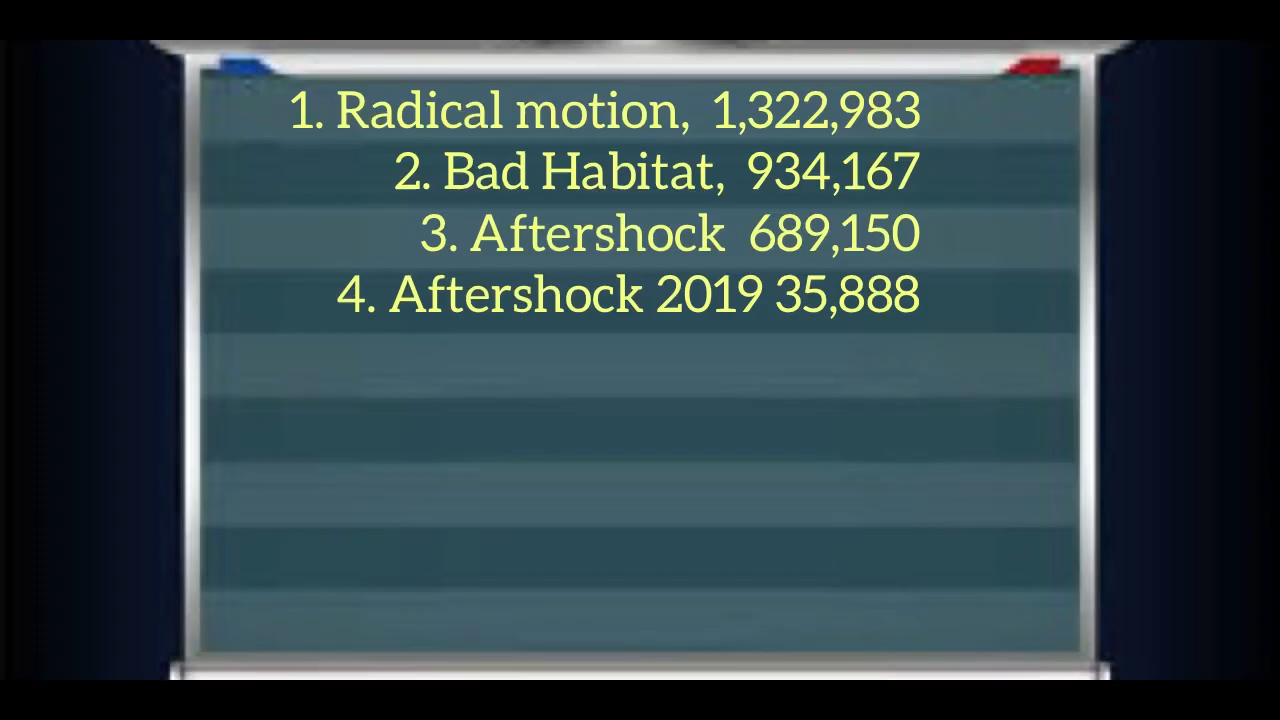 1. Radical motion, 1,322,983
2. Bad Habitat, 934,167
3. Aftershock 689,150
4. Aftershock 2019 35,888